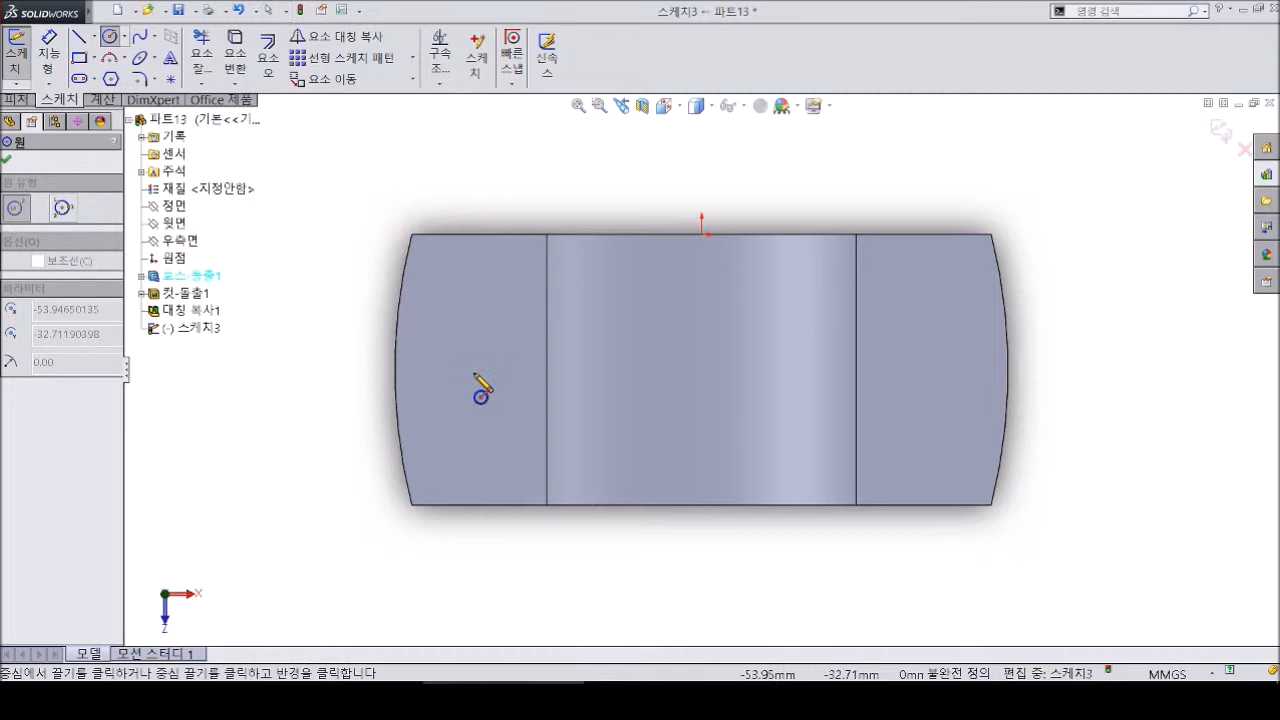 SOLIDWORKS
스케치3 ← 파트13 *
명령 검색
스케치
지능형
요소 잘...
요소 변환
요소 오
요소 대칭 복사
선형 스케치 패턴
요소 이동
구속 조...
스케치
빠른 스냅
신속 스
피처
스케치
계산
DimXpert
Office 제품
원
?
원 유형
옵션(O)
보조선(C)
파라미터
-53.94650135
-32.71190398
0.00
파트13 (기본<<기...
기록
센서
주석
재질 <지정안함>
정면
윗면
우측면
원점
보스-돌출1
컷-돌출1
대칭 복사1
(-) 스케치3
X
Z
모델
모션 스터디 1
중심에서 끌기를 클릭하거나 중심 끌기를 클릭하고 반경을 클릭합니다
-53.95mm
-32.71mm
0mm
불완전 정의
편집 중: 스케치3
MMGS